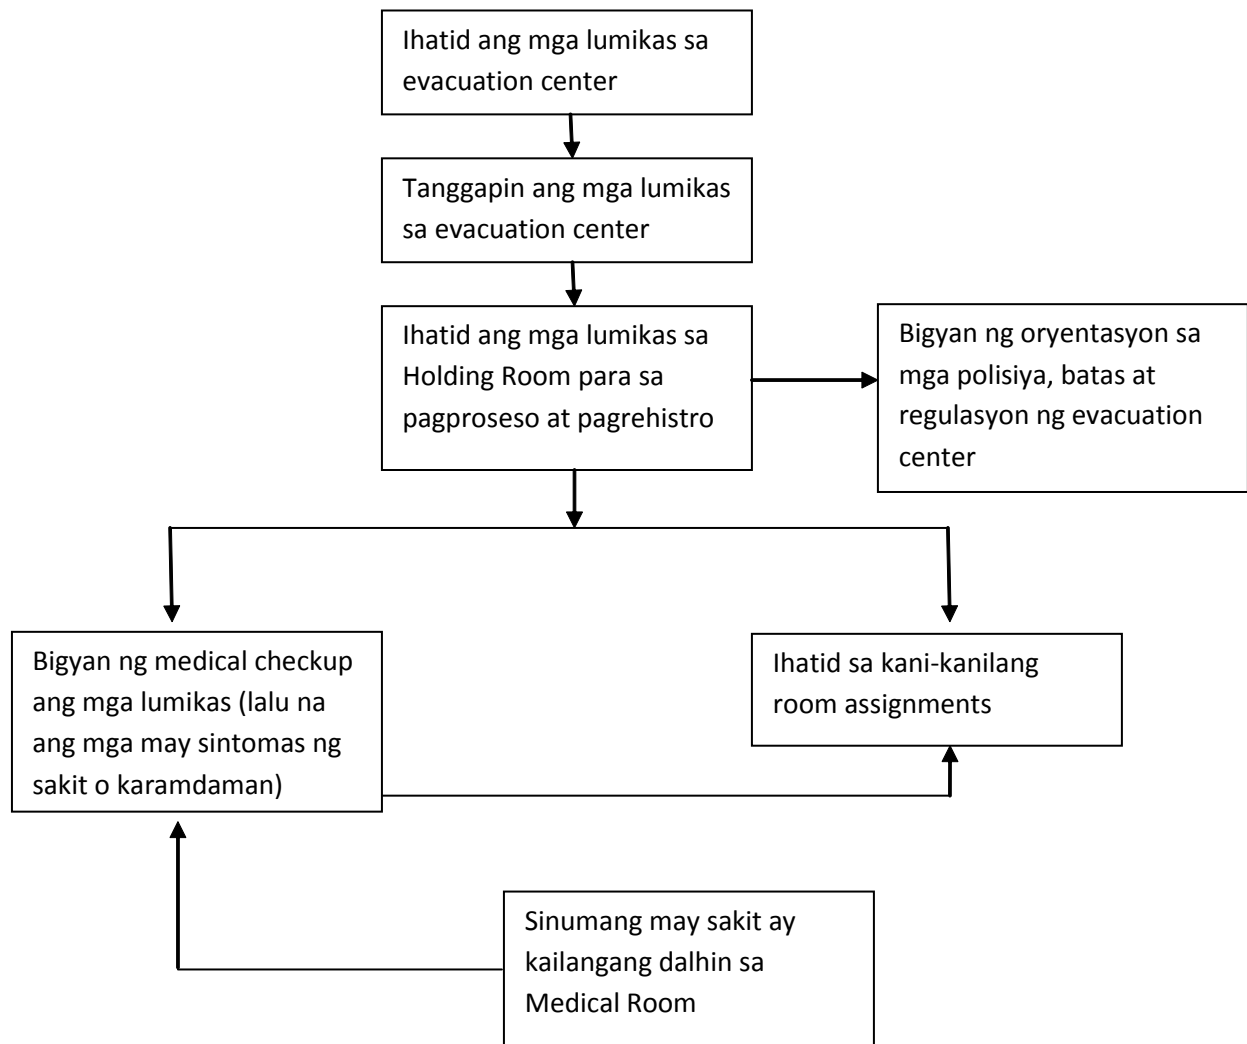 Ihatid ang mga lumikas sa
evacuation center
Tanggapin ang mga lumikas
sa evacuation center
Ihatid ang mga lumikas sa
Holding Room para sa
pagproseso at pagrehistro
Bigyan ng oryentasyon sa
mga polisiya, batas at
regulasyon ng evacuation
center
Bigyan ng medical checkup
ang mga lumikas (lalu na
ang mga may sintomas ng
sakit o karamdaman)
Ihatid sa kani-kanilang
room assignments
Sinumang may sakit ay
kailangang dalhin sa
Medical Room